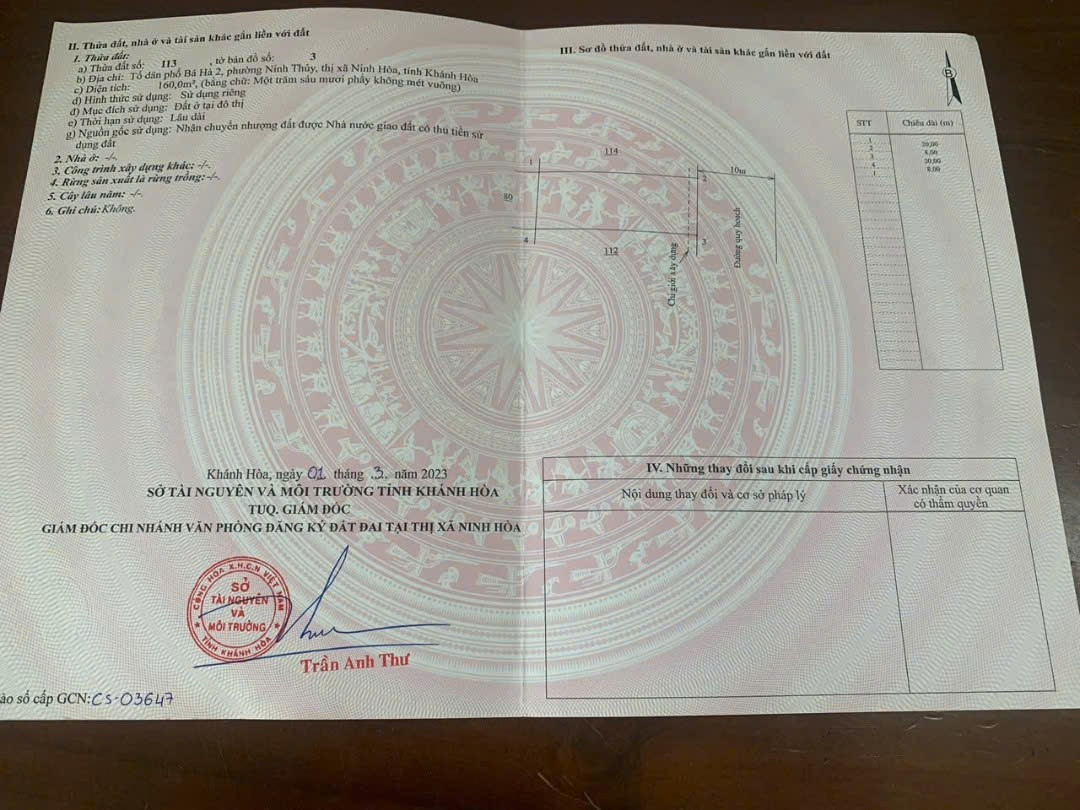 II. Thửa đất, nhà ở và tài sản khác gắn liền với đất
1. Thửa đất:
a) Thửa đất số: 113 , tờ bản đồ số: 3
b) Địa chỉ: Tổ dân phố Bá Hà 2, phường Ninh Thủy, thị xã Ninh Hòa, tỉnh Khánh Hòa
c) Diện tích: 160,0m², (bằng chữ: Một trăm sáu mươi phẩy không mét vuông)
d) Hình thức sử dụng: Sử dụng riêng
đ) Mục đích sử dụng: Đất ở tại đô thị
e) Thời hạn sử dụng: Lâu dài
g) Nguồn gốc sử dụng: Nhận chuyển nhượng đất được Nhà nước giao đất có thu tiền sử
dụng đất
2. Nhà ở: -/-.
3. Công trình xây dựng khác: -/-.
4. Rừng sản xuất là rừng trồng: -/-.
5. Cây lâu năm: -/-.
6. Ghi chú: Không.
Khánh Hòa, ngày 01 tháng 3 năm 2023
SỞ TÀI NGUYÊN VÀ MÔI TRƯỜNG TỈNH KHÁNH HÒA
TUQ. GIÁM ĐỐC
GIÁM ĐỐC CHI NHÁNH VĂN PHÒNG ĐĂNG KÝ ĐẤT ĐAI TẠI THỊ XÃ NINH HÒA
CỘNG HÒA X.H.C.N VIỆT NAM
SỞ
TÀI NGUYÊN
VÀ
MÔI TRƯỜNG
TỈNH KHÁNH HÒA
Trần Anh Thư
ào sổ cấp GCN: CS-03647
III. Sơ đồ thửa đất, nhà ở và tài sản khác gắn liền với đất
B
114
1
2
10m
89
4
3
112
Chỉ giới xây dựng
Đường quy hoạch
STT Chiều dài (m)
1
20,00
2
8,00
3
20,00
4
8,00
1
IV. Những thay đổi sau khi cấp giấy chứng nhận
Nội dung thay đổi và cơ sở pháp lý
Xác nhận của cơ quan
có thẩm quyền